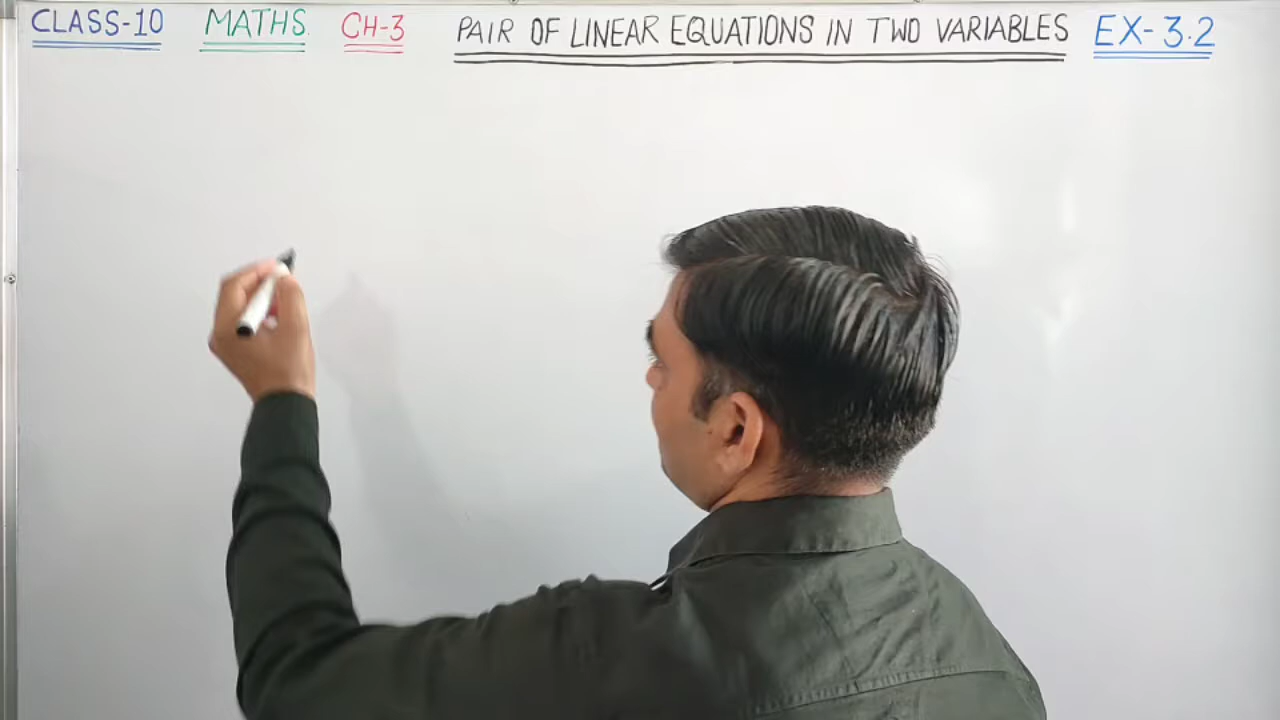 CLASS-10 MATHS. CH-3 PAIR OF LINEAR EQUATIONS IN TWO VARIABLES EX-3.2